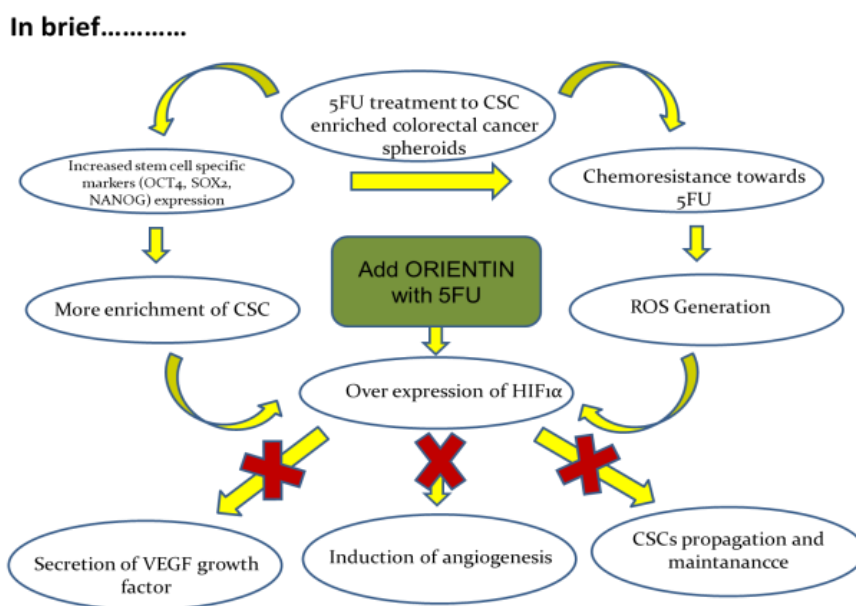 In brief…………
5FU treatment to CSC
enriched colorectal cancer
spheroids
Increased stem cell specific
markers (OCT4, SOX2,
NANOG) expression
Chemoresistance towards
5FU
Add ORIENTIN
with 5FU
More enrichment of CSC
ROS Generation
Over expression of HIF1α
Secretion of VEGF growth
factor
Induction of angiogenesis
CSCs propagation and
maintanancce